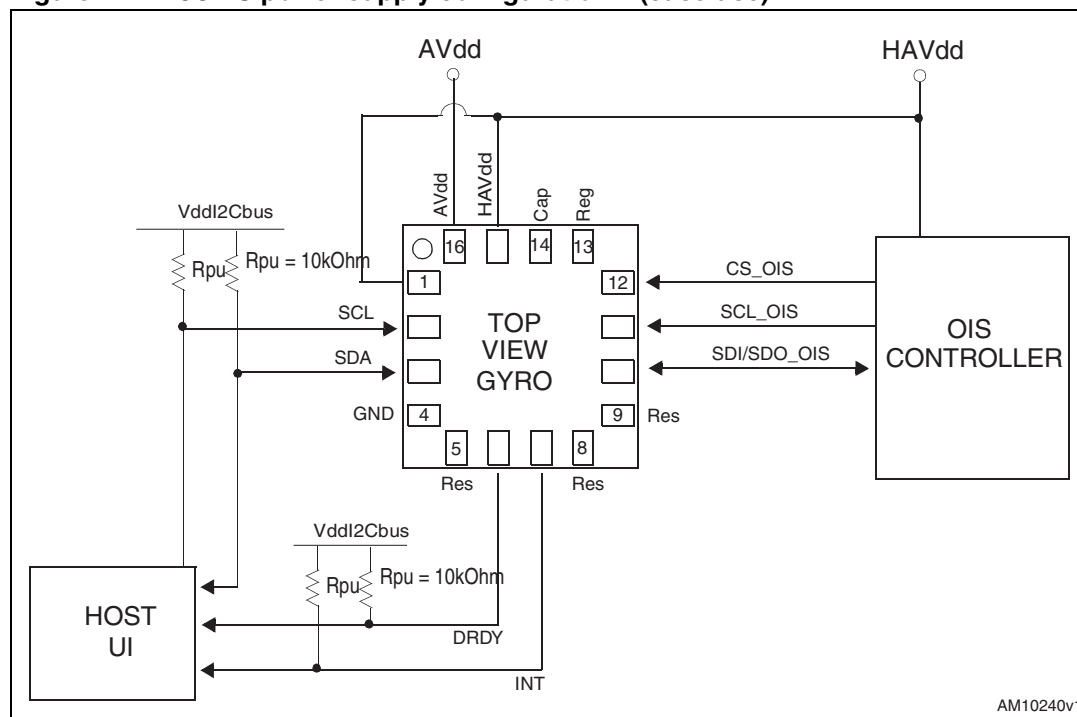 AVdd
HAVdd
AVdd
HAVdd
Cap
Reg
VddI2Cbus
Rpu
Rpu = 10kOhm
16
14
13
1
12
CS_OIS
SCL
SCL_OIS
SDA
SDI/SDO_OIS
TOP
VIEW
GYRO
OIS
CONTROLLER
GND
4
9
Res
5
8
Res
Res
VddI2Cbus
Rpu
Rpu = 10kOhm
HOST
UI
DRDY
INT
AM10240v1